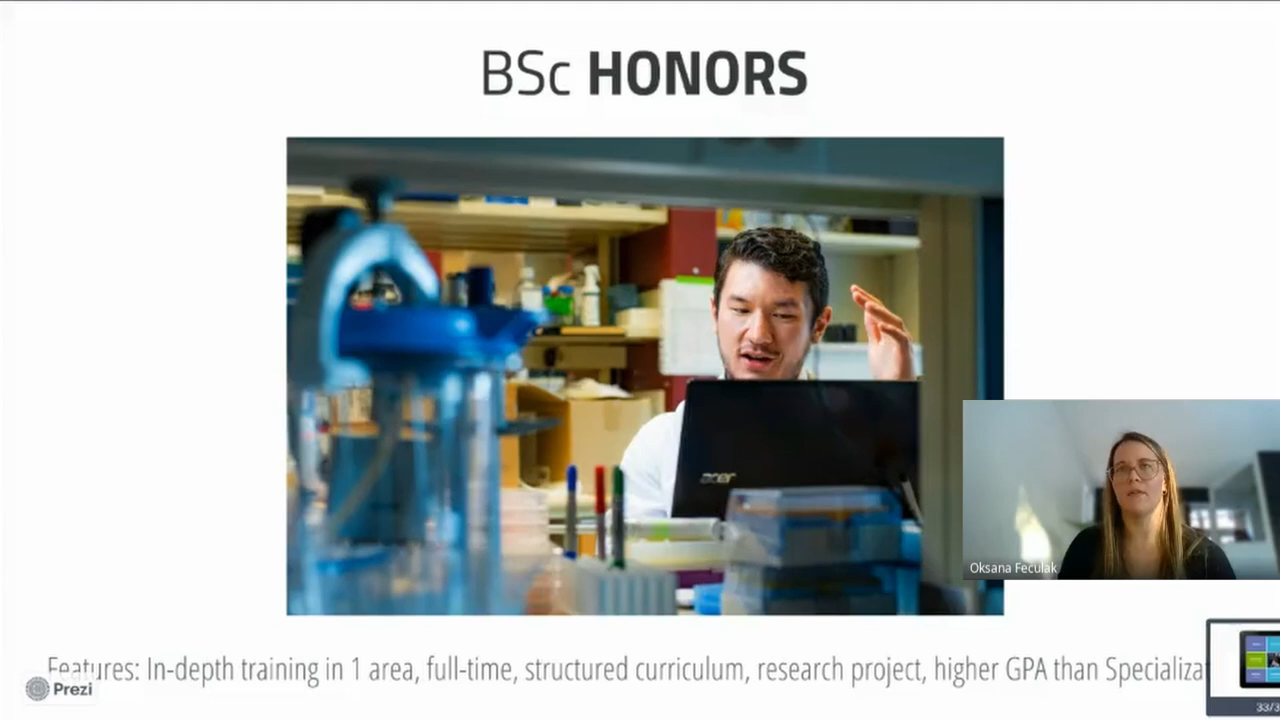 BSc HONORS
acer
Oksana Feculak
Features: In-depth training in 1 area, full-time, structured curriculum, research project, higher GPA than
Prezi